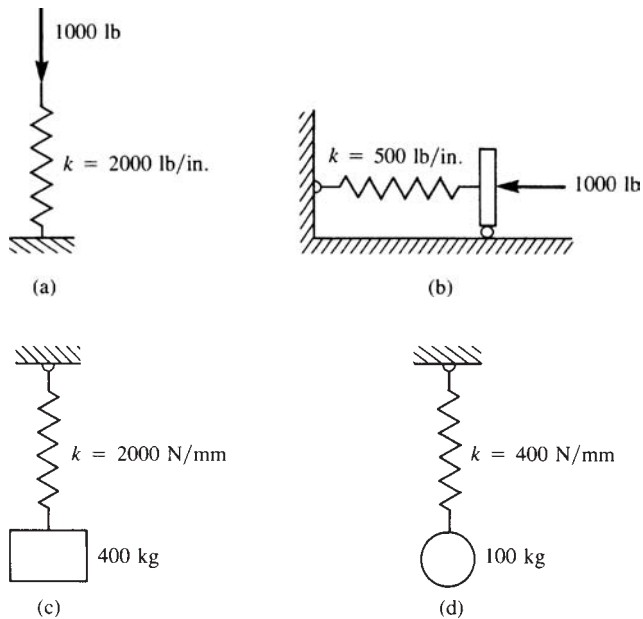 1000 lb
k = 2000 lb/in.
k = 500 lb/in.
1000 lb
(a)
(b)
k = 2000 N/mm
k = 400 N/mm
400 kg
100 kg
(c)
(d)